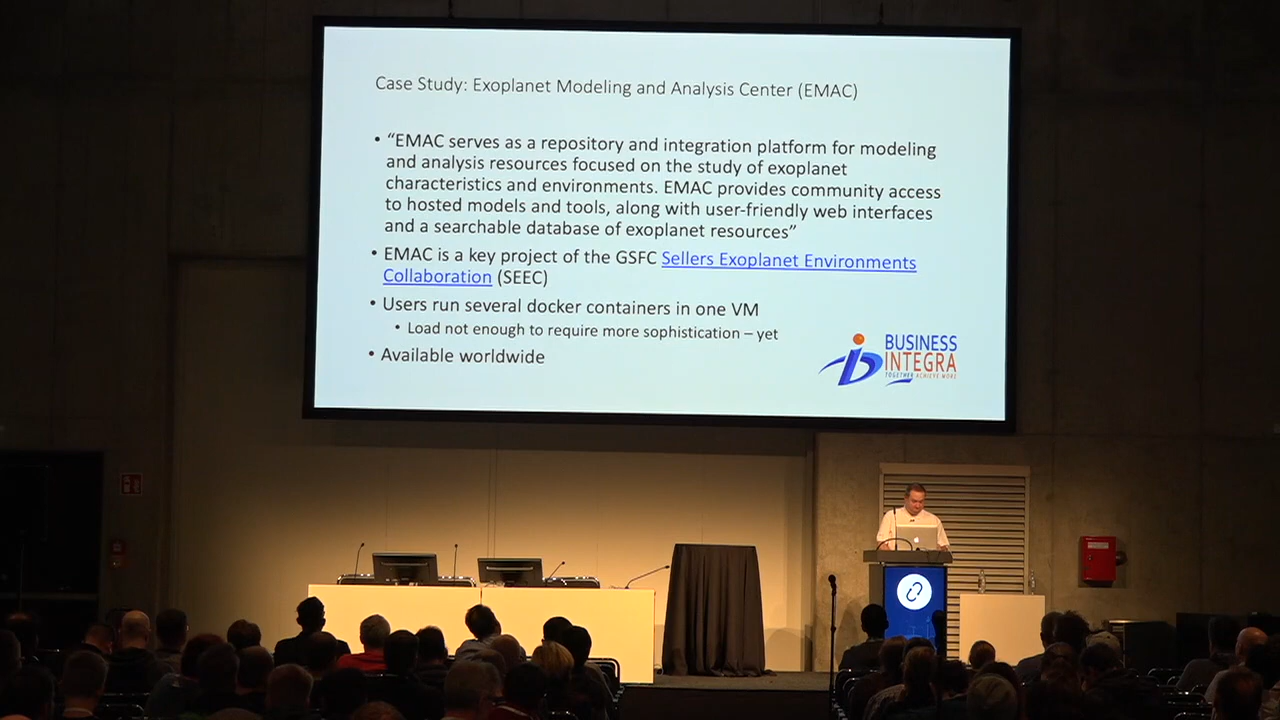 Case Study: Exoplanet Modeling and Analysis Center (EMAC)
• “EMAC serves as a repository and integration platform for modeling
and analysis resources focused on the study of exoplanet
characteristics and environments. EMAC provides community access
to hosted models and tools, along with user-friendly web interfaces
and a searchable database of exoplanet resources”
• EMAC is a key project of the GSFC Sellers Exoplanet Environments
Collaboration (SEEC)
• Users run several docker containers in one VM
• Load not enough to require more sophistication – yet
• Available worldwide
BUSINESS
INTEGRA
TOGETHER ACHIEVE MORE